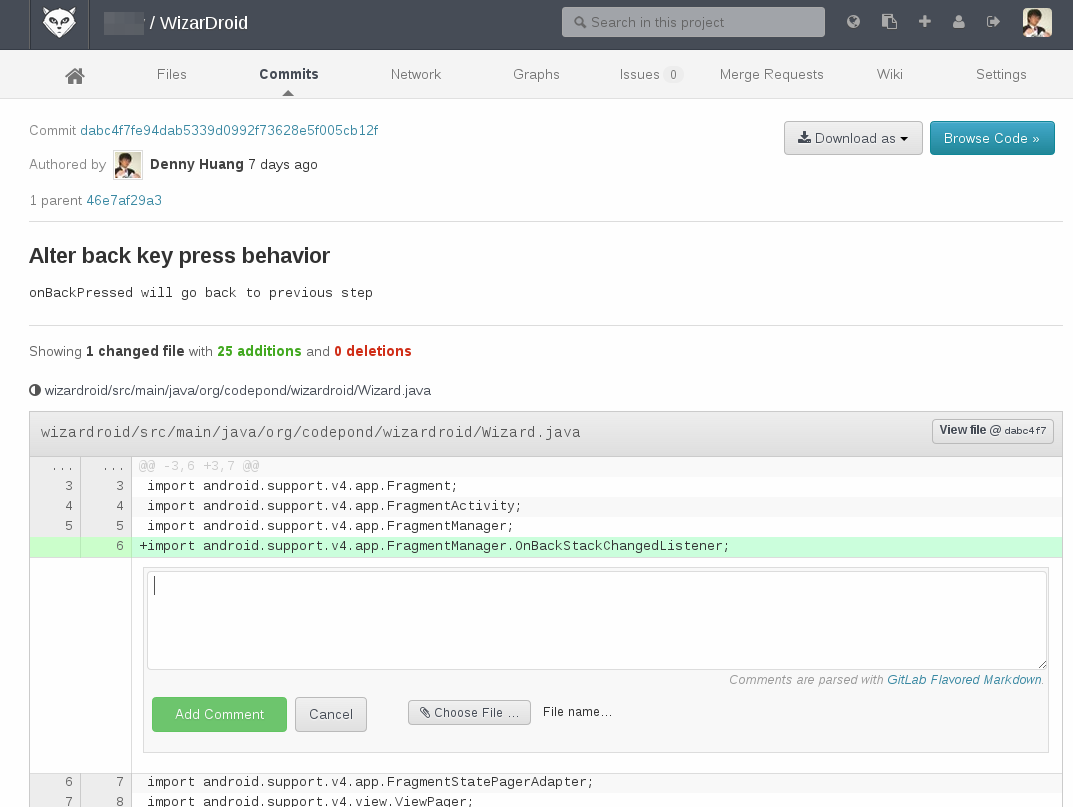 / WizarDroid
Search in this project
Files Commits Network Graphs Issues 0 Merge Requests Wiki Settings
Commit dabc4f7fe94dab5339d0992f73628e5f005cb12f
Download as
Browse Code »
Authored by Denny Huang 7 days ago
1 parent 46e7af29a3
Alter back key press behavior
onBackPressed will go back to previous step
Showing 1 changed file with 25 additions and 0 deletions
wizardroid/src/main/java/org/codepond/wizardroid/Wizard.java
wizardroid/src/main/java/org/codepond/wizardroid/Wizard.java
View file @ dabc4f7
... ... @@ -3,6 +3,7 @@
3 3 import android.support.v4.app.Fragment;
4 4 import android.support.v4.app.FragmentActivity;
5 5 import android.support.v4.app.FragmentManager;
6 +import android.support.v4.app.FragmentManager.OnBackStackChangedListener;
Comments are parsed with GitLab Flavored Markdown.
Add Comment Cancel Choose File ... File name...
6 7 import android.support.v4.app.FragmentStatePagerAdapter;
7 8 import android.support.v4.view.ViewPager;